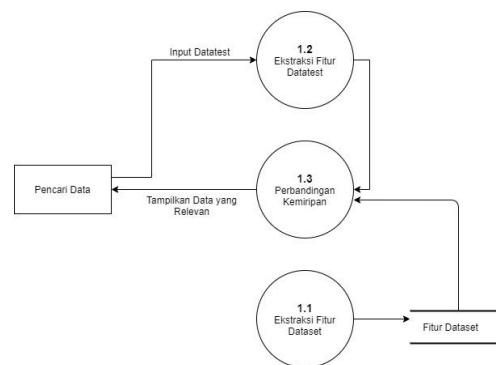 Input Datatest
1.2
Ekstraksi Fitur
Datatest
Pencari Data
1.3
Perbandingan
Kemiripan
Tampilkan Data yang
Relevan
1.1
Ekstraksi Fitur
Dataset
Fitur Dataset